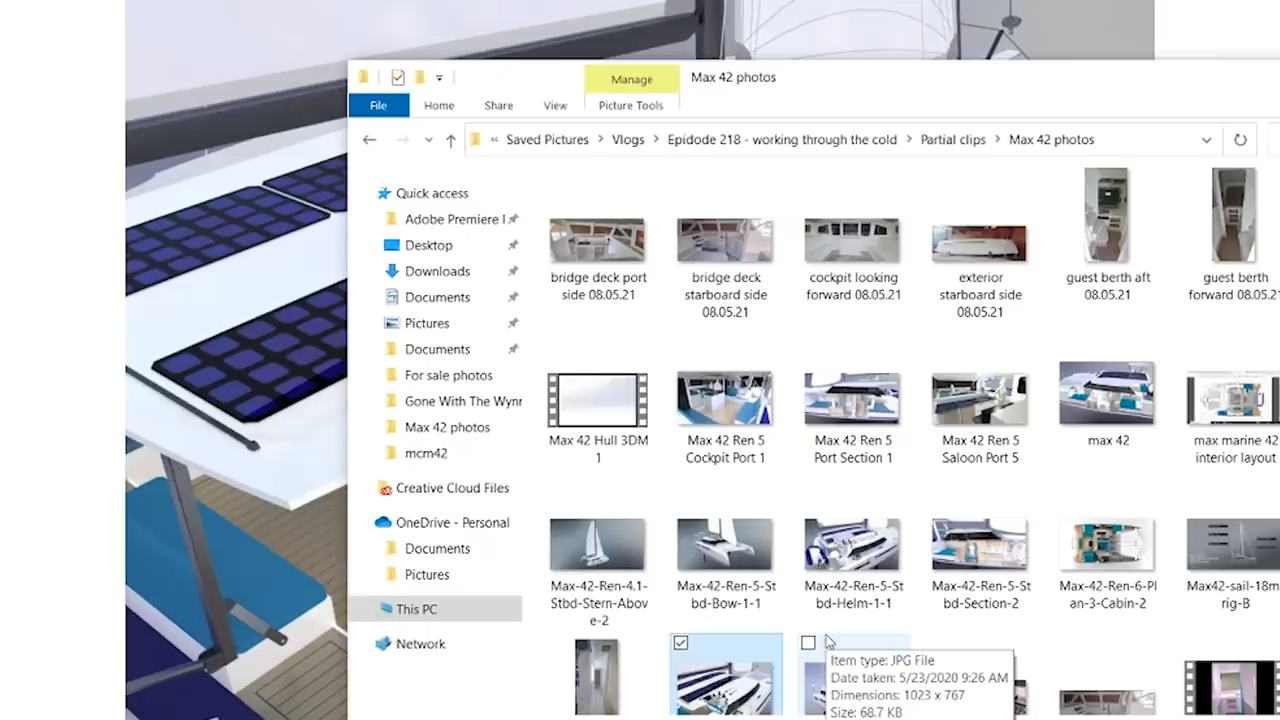 Manage
Max 42 photos
File
Home
Share
View
Picture Tools
« Saved Pictures > Vlogs > Epidode 218 - working through the cold > Partial clips > Max 42 photos
Quick access
Adobe Premiere
Desktop
Downloads
Documents
Pictures
Documents
For sale photos
Gone With The Wynr
Max 42 photos
mcm42
Creative Cloud Files
OneDrive - Personal
Documents
Pictures
This PC
Network
bridge deck port
side 08.05.21
bridge deck
starboard side
08.05.21
cockpit looking
forward 08.05.21
exterior
starboard side
08.05.21
guest berth aft
08.05.21
guest berth
forward 08.05.21
Max 42 Hull 3DM
1
Max 42 Ren 5
Cockpit Port 1
Max 42 Ren 5
Port Section 1
Max 42 Ren 5
Saloon Port 5
max 42
max marine 42
interior layout
Max-42-Ren-4.1-
Stbd-Stern-Abov
e-2
Max-42-Ren-5-St
bd-Bow-1-1
Max-42-Ren-5-St
bd-Helm-1-1
Max-42-Ren-5-St
bd-Section-2
Max-42-Ren-6-Pl
an-3-Cabin-2
Max42-sail-18m
rig-B
Item type: JPG File
Date taken: 5/23/2020 9:26 AM
Dimensions: 1023 x 767
Size: 68.7 KB